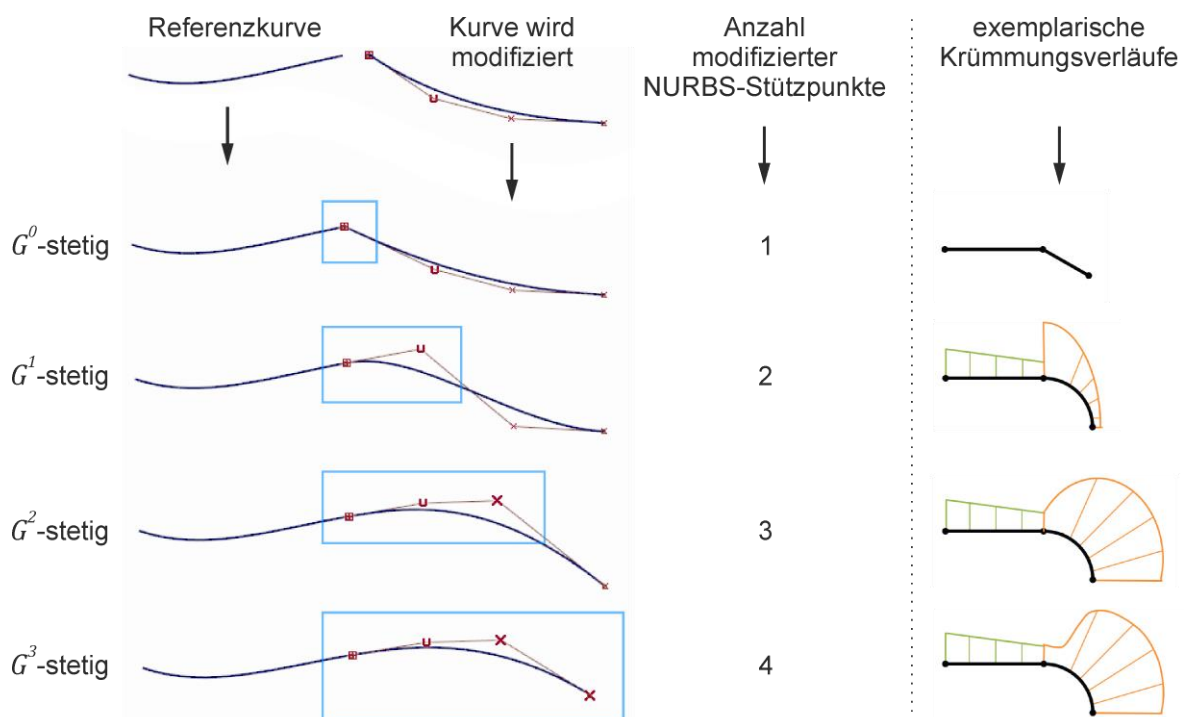 Referenzkurve
Kurve wird
modifiziert
Anzahl
modifizierter
NURBS-Stützpunkte
exemplarische
Krümmungsverläufe
G⁰-stetig
1
G¹-stetig
2
G²-stetig
3
G³-stetig
4